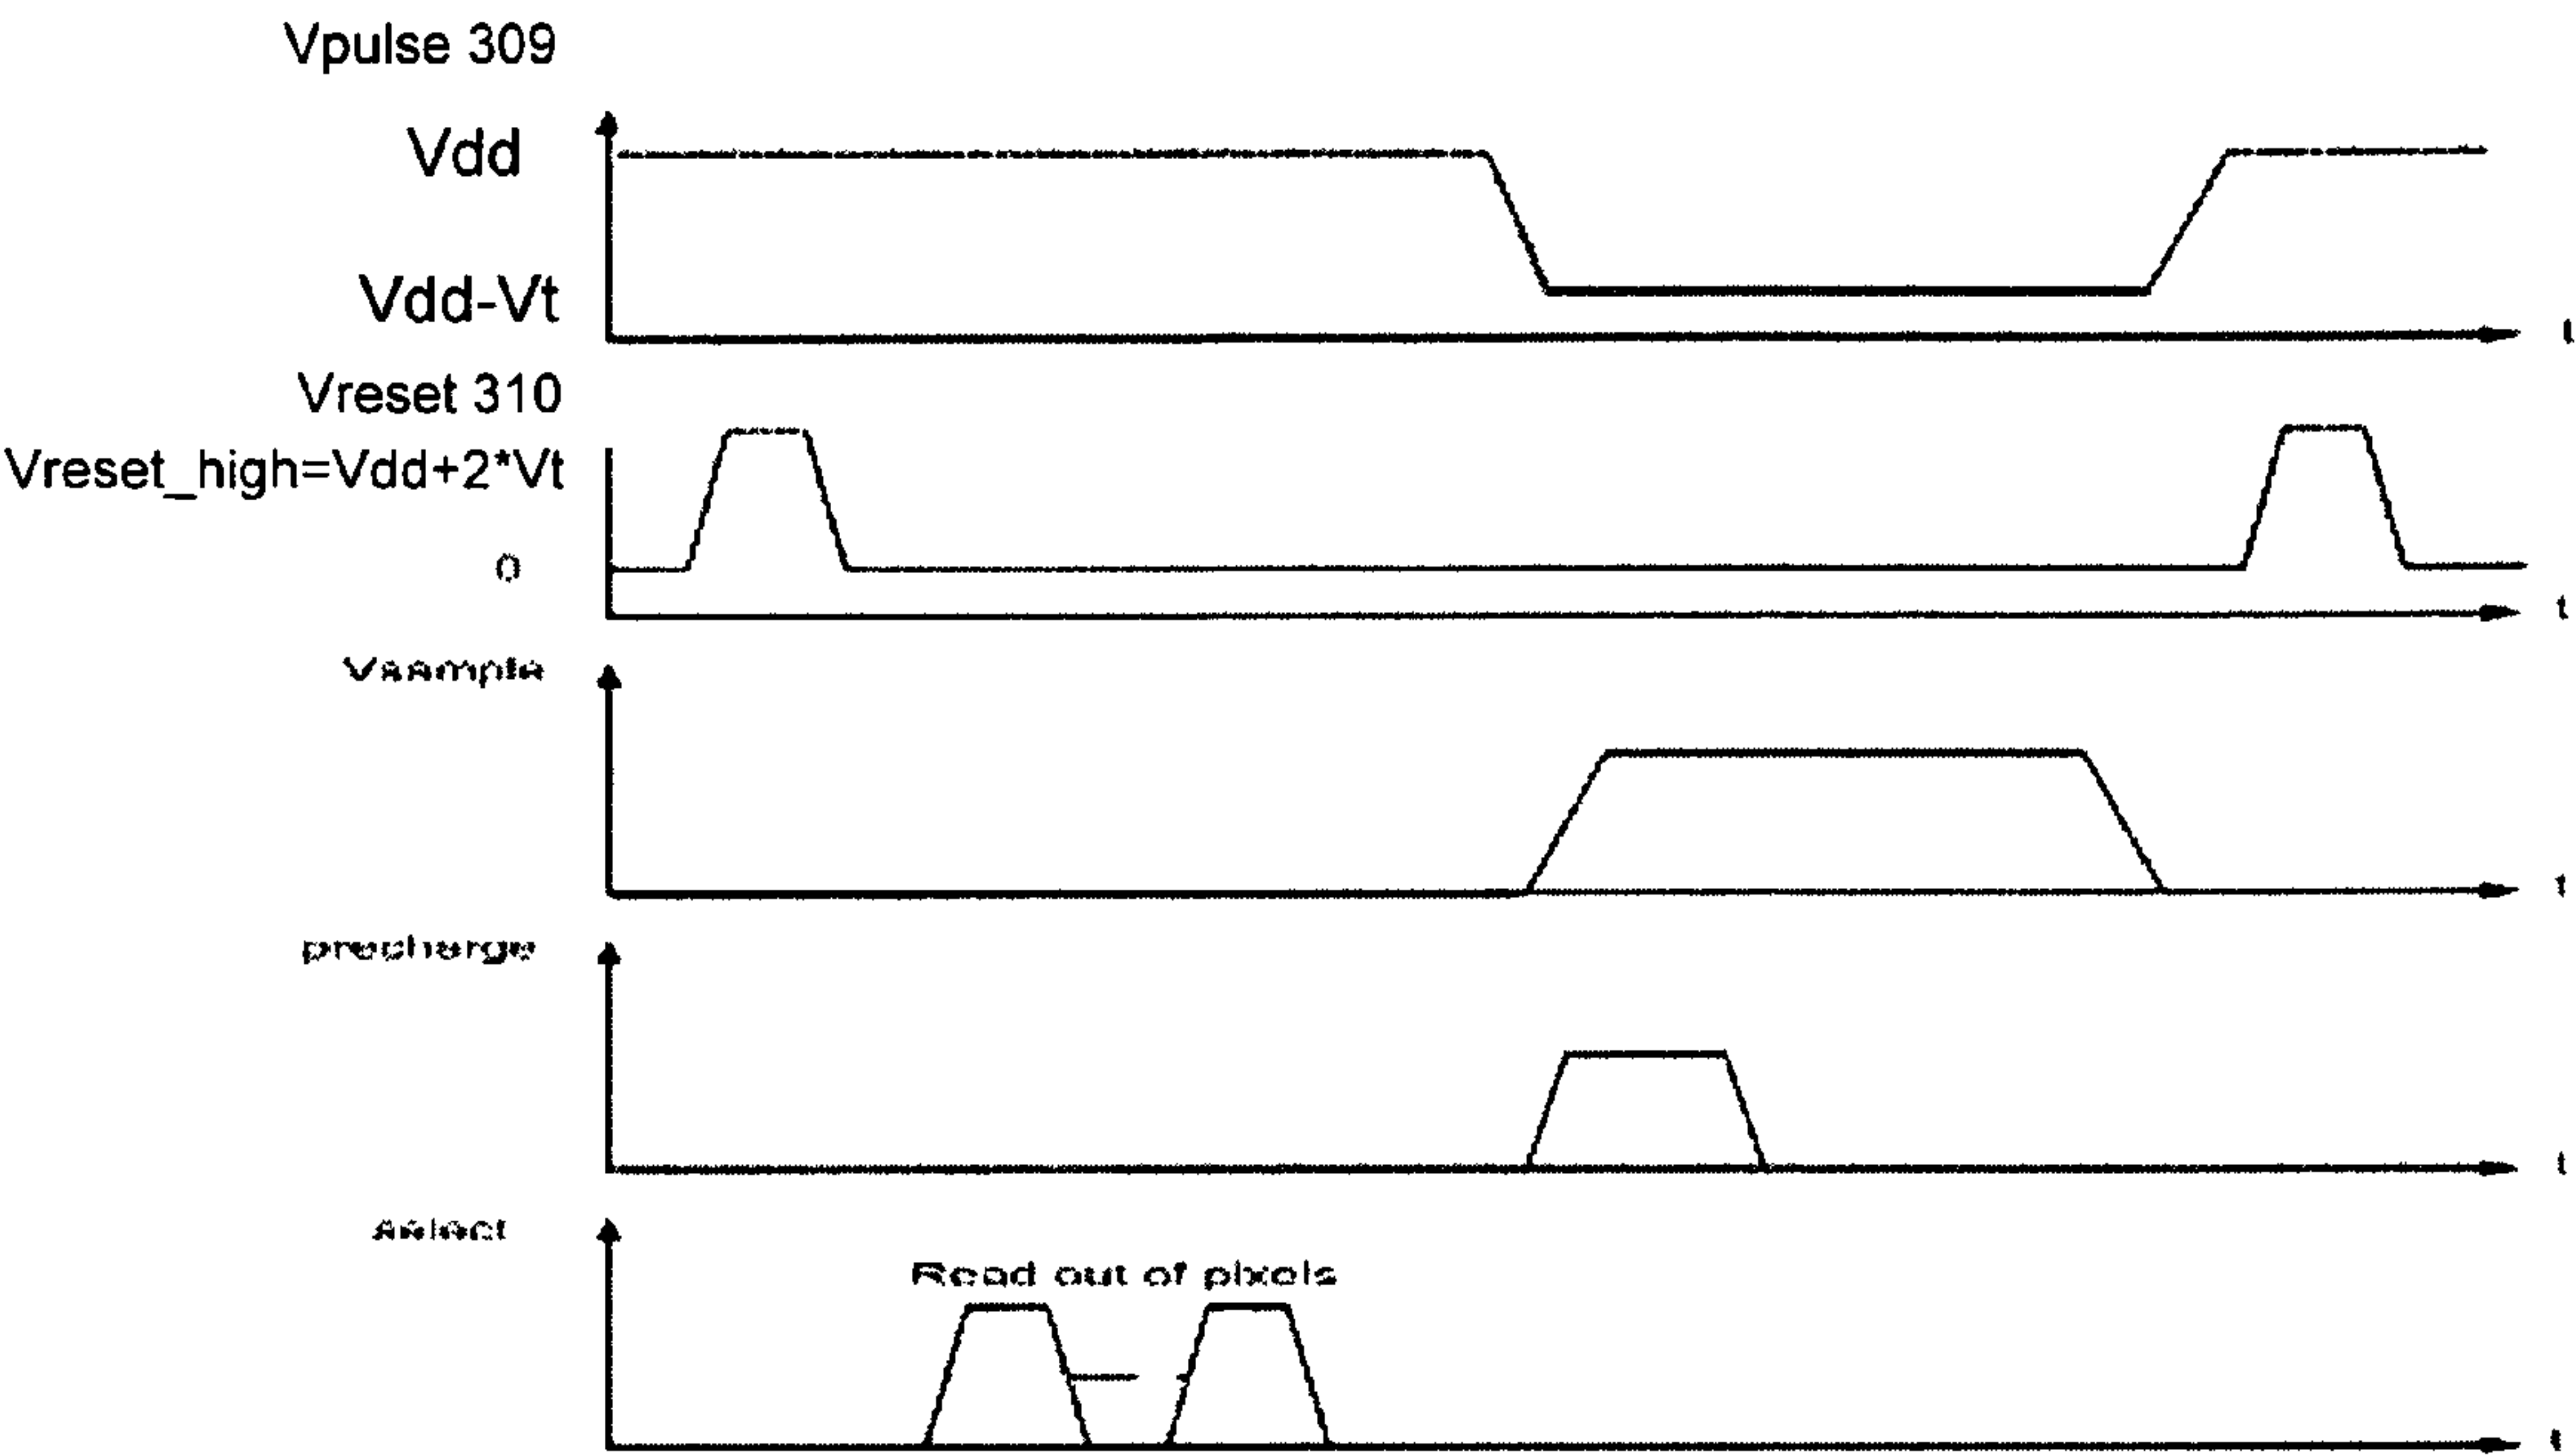 Vpulse 309
Vdd
Vdd-Vt
t
Vreset 310
Vreset_high=Vdd+2*Vt
0
t
Vsample
t
precharge
t
select
Read out of pixels
t